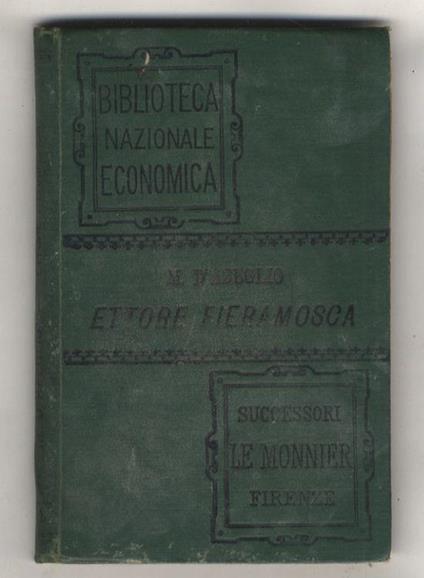 BIBLIOTECA
NAZIONALE
ECONOMICA
M. D'AZEGLIO
ETTORE FIERAMOSCA
SUCCESSORI
LE MONNIER
FIRENZE